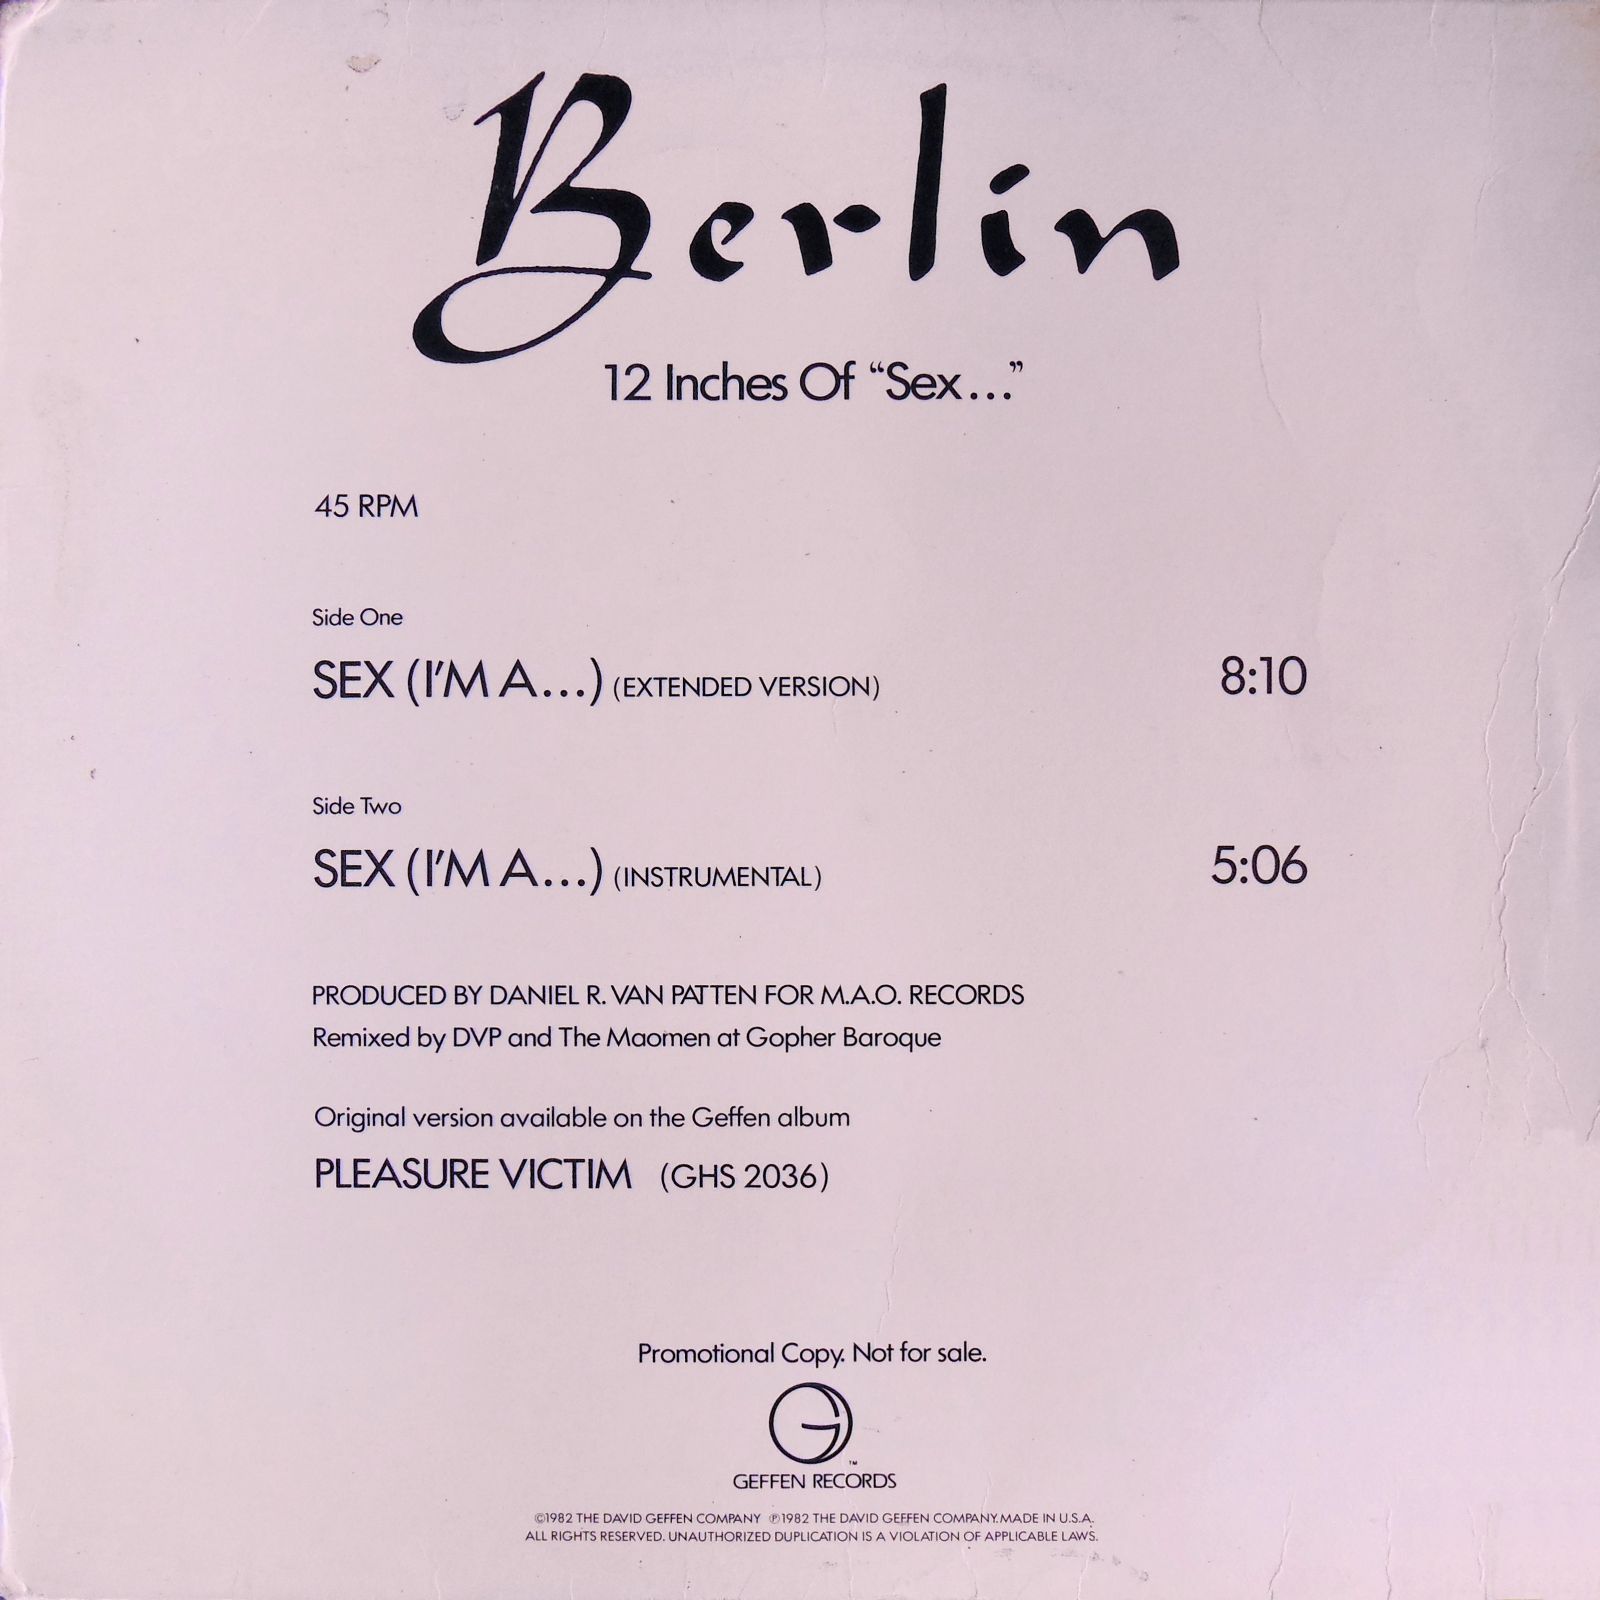 Berlin
12 Inches Of “Sex...”
45 RPM
Side One
SEX (I'M A...) (EXTENDED VERSION) 8:10
Side Two
SEX (I'M A...) (INSTRUMENTAL) 5:06
PRODUCED BY DANIEL R. VAN PATTEN FOR M.A.O. RECORDS
Remixed by DVP and The Maomen at Gopher Baroque
Original version available on the Geffen album
PLEASURE VICTIM (GHS 2036)
Promotional Copy. Not for sale.
G
TM
GEFFEN RECORDS
©1982 THE DAVID GEFFEN COMPANY ℗1982 THE DAVID GEFFEN COMPANY. MADE IN U.S.A.
ALL RIGHTS RESERVED. UNAUTHORIZED DUPLICATION IS A VIOLATION OF APPLICABLE LAWS.